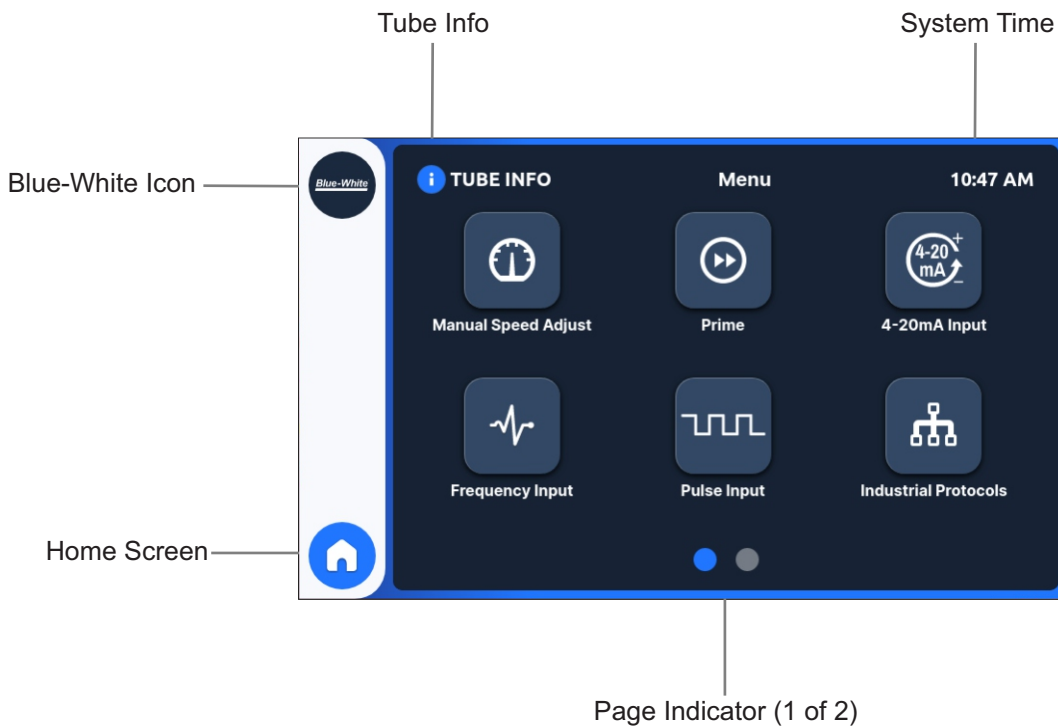 Tube Info
System Time
Blue-White Icon
Blue-White
i TUBE INFO
Menu
10:47 AM
4-20
mA
+
−
Manual Speed Adjust
Prime
4-20mA Input
Frequency Input
Pulse Input
Industrial Protocols
Home Screen
Page Indicator (1 of 2)